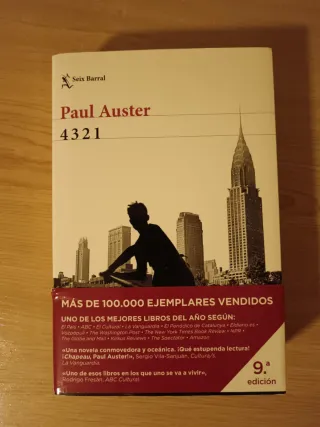 Seix Barral
Paul Auster
4 3 2 1
MÁS DE 100.000 EJEMPLARES VENDIDOS
UNO DE LOS MEJORES LIBROS DEL AÑO SEGÚN:
El País • ABC • El Cultural • La Vanguardia • El Periódico de Catalunya • Estiena.es •
Vozpópuli • The Washington Post • The New York Times Book Review • NPR •
The Globe and Mail • Kirkus Reviews • The Spectator • Amazon
«Una novela conmovedora y oceánica. ¡Qué estupenda lectura!
¡Chapeau, Paul Auster!», Sergio Vila-Sanjuán, Cultura/s,
La Vanguardia.
«Uno de esos libros en los que uno se va a vivir»,
Rodrigo Fresán, ABC Cultural.
9.ª
edición